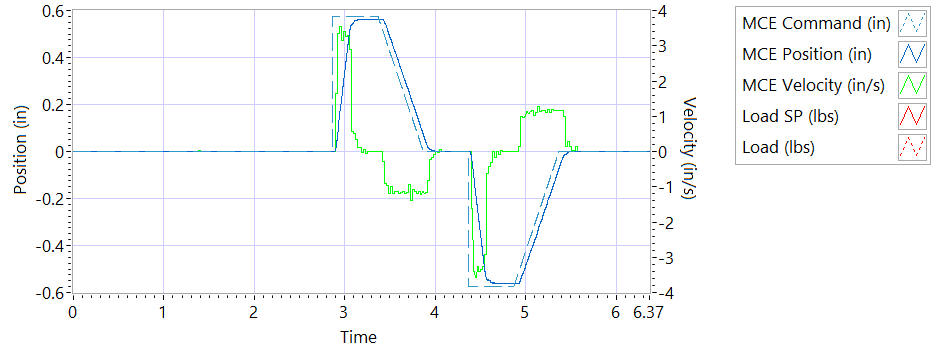 0.6
0.4
0.2
0
-0.2
-0.4
-0.6
Position (in)
4
3
2
1
0
-1
-2
-3
-4
Velocity (in/s)
0 1 2 3 4 5 6 6.37
Time
MCE Command (in)
MCE Position (in)
MCE Velocity (in/s)
Load SP (lbs)
Load (lbs)